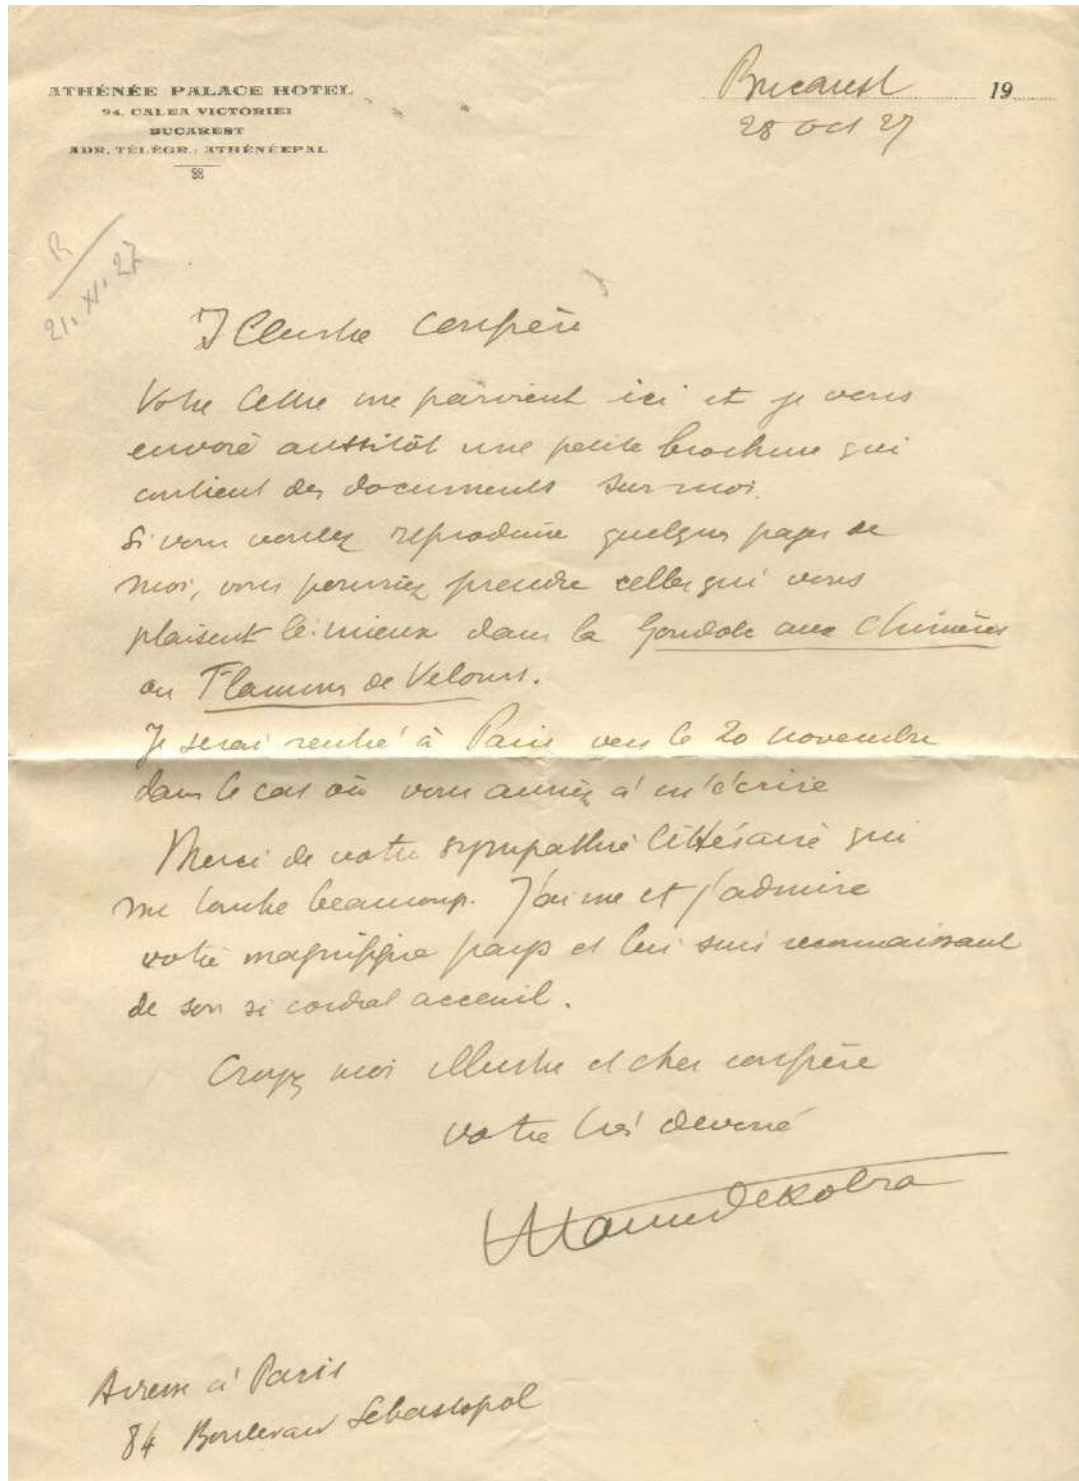 ATHÉNÉE PALACE HOTEL
94, CALEA VICTORIEI
BUCAREST
ADR. TÉLÉGR.: ATHÉNÉEPAL
98
Bucarest 19
28 Oct 27
R
21. XI. 27
Illustre Confrère
Votre lettre me parvient ici et je vous
envoie aussitôt une petite brochure qui
contient des documents sur moi.
Si vous voulez reproduire quelques pages de
moi, vous pourriez prendre celles qui vous
plaisent le mieux dans la Gondole aux Chimères
ou Flammes de Velours.
Je serai rentré à Paris vers le 20 novembre
dans le cas où vous auriez à m'écrire
Merci de votre sympathie littéraire qui
me touche beaucoup. J'aime et j'admire
votre magnifique pays et lui suis reconnaissant
de son si cordial acceuil.
Croyez moi illustre et cher confrère
votre très dévoué
Maurice Dekobra
Adresse à Paris
84 Boulevard Sebastopol